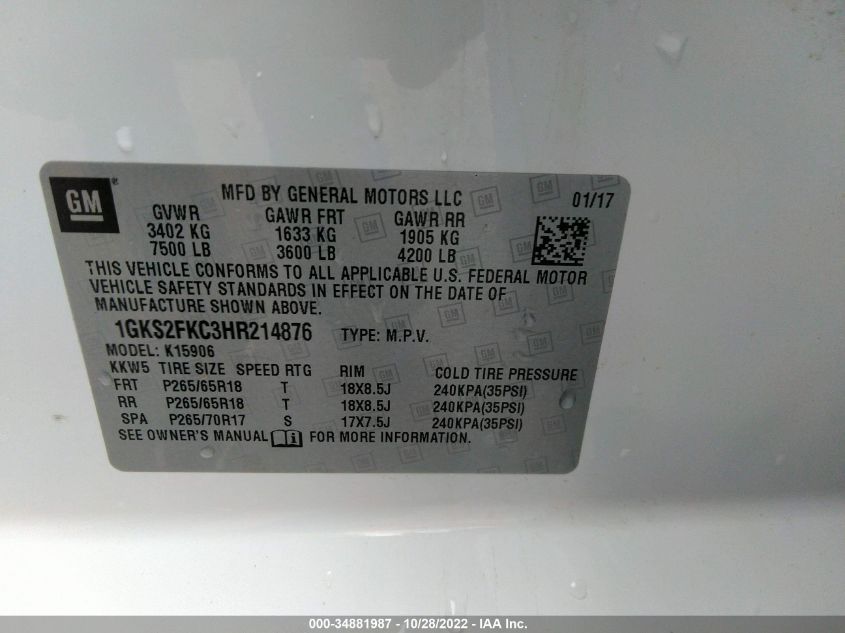 GM ®
MFD BY GENERAL MOTORS LLC 01/17
GVWR GAWR FRT GAWR RR
3402 KG 1633 KG 1905 KG
7500 LB 3600 LB 4200 LB
THIS VEHICLE CONFORMS TO ALL APPLICABLE U.S. FEDERAL MOTOR
VEHICLE SAFETY STANDARDS IN EFFECT ON THE DATE OF
MANUFACTURE SHOWN ABOVE.
1GKS2FKC3HR214876 TYPE: M.P.V.
MODEL: K15906
KKW5 TIRE SIZE SPEED RTG RIM COLD TIRE PRESSURE
FRT P265/65R18 T 18X8.5J 240KPA(35PSI)
RR P265/65R18 T 18X8.5J 240KPA(35PSI)
SPA P265/70R17 S 17X7.5J 240KPA(35PSI)
SEE OWNER'S MANUAL FOR MORE INFORMATION.
000-34881987 - 10/28/2022 - IAA Inc.